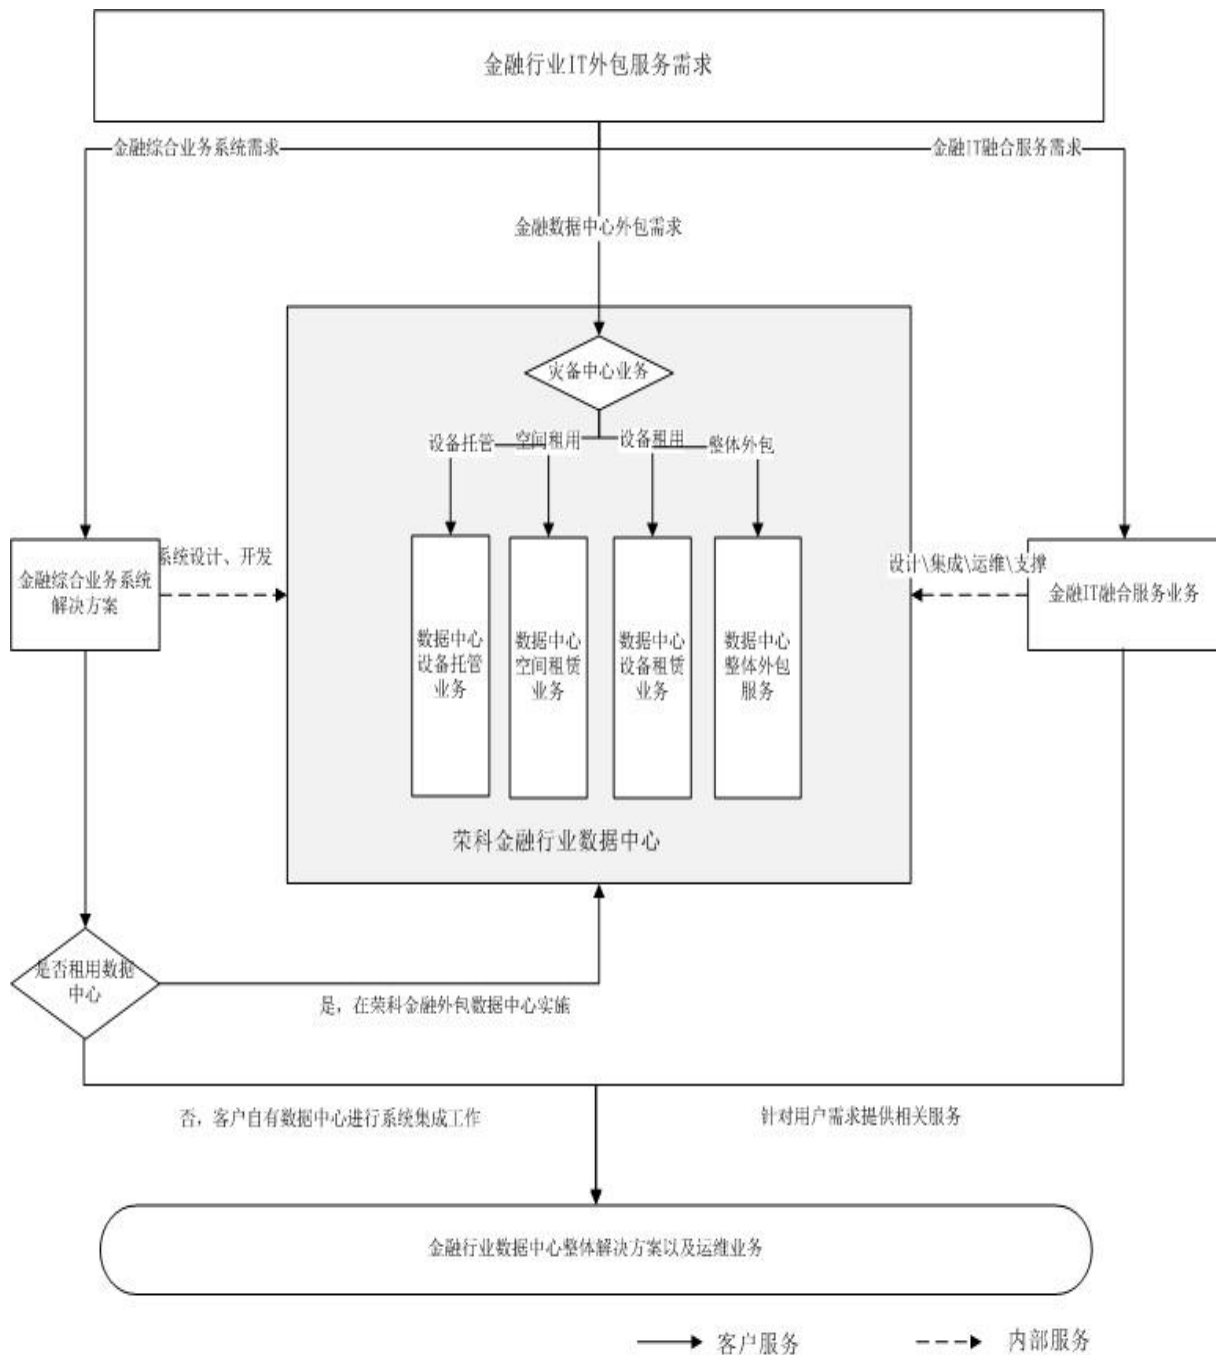 金融行业IT外包服务需求
金融综合业务系统需求
金融IT融合服务需求
金融数据中心外包需求
灾备中心业务
设备托管
空间租用
设备租用
整体外包
系统设计、开发
设计\集成\运维\支撑
金融综合业务系统
解决方案
金融IT融合服务业务
数据中心
设备托管
业务
数据中心
空间租赁
业务
数据中心
设备租赁
业务
数据中心
整体外包
服务
荣科金融行业数据中心
是否租用数据
中心
是，在荣科金融外包数据中心实施
否，客户自有数据中心进行系统集成工作
针对用户需求提供相关服务
金融行业数据中心整体解决方案以及运维业务
客户服务
内部服务